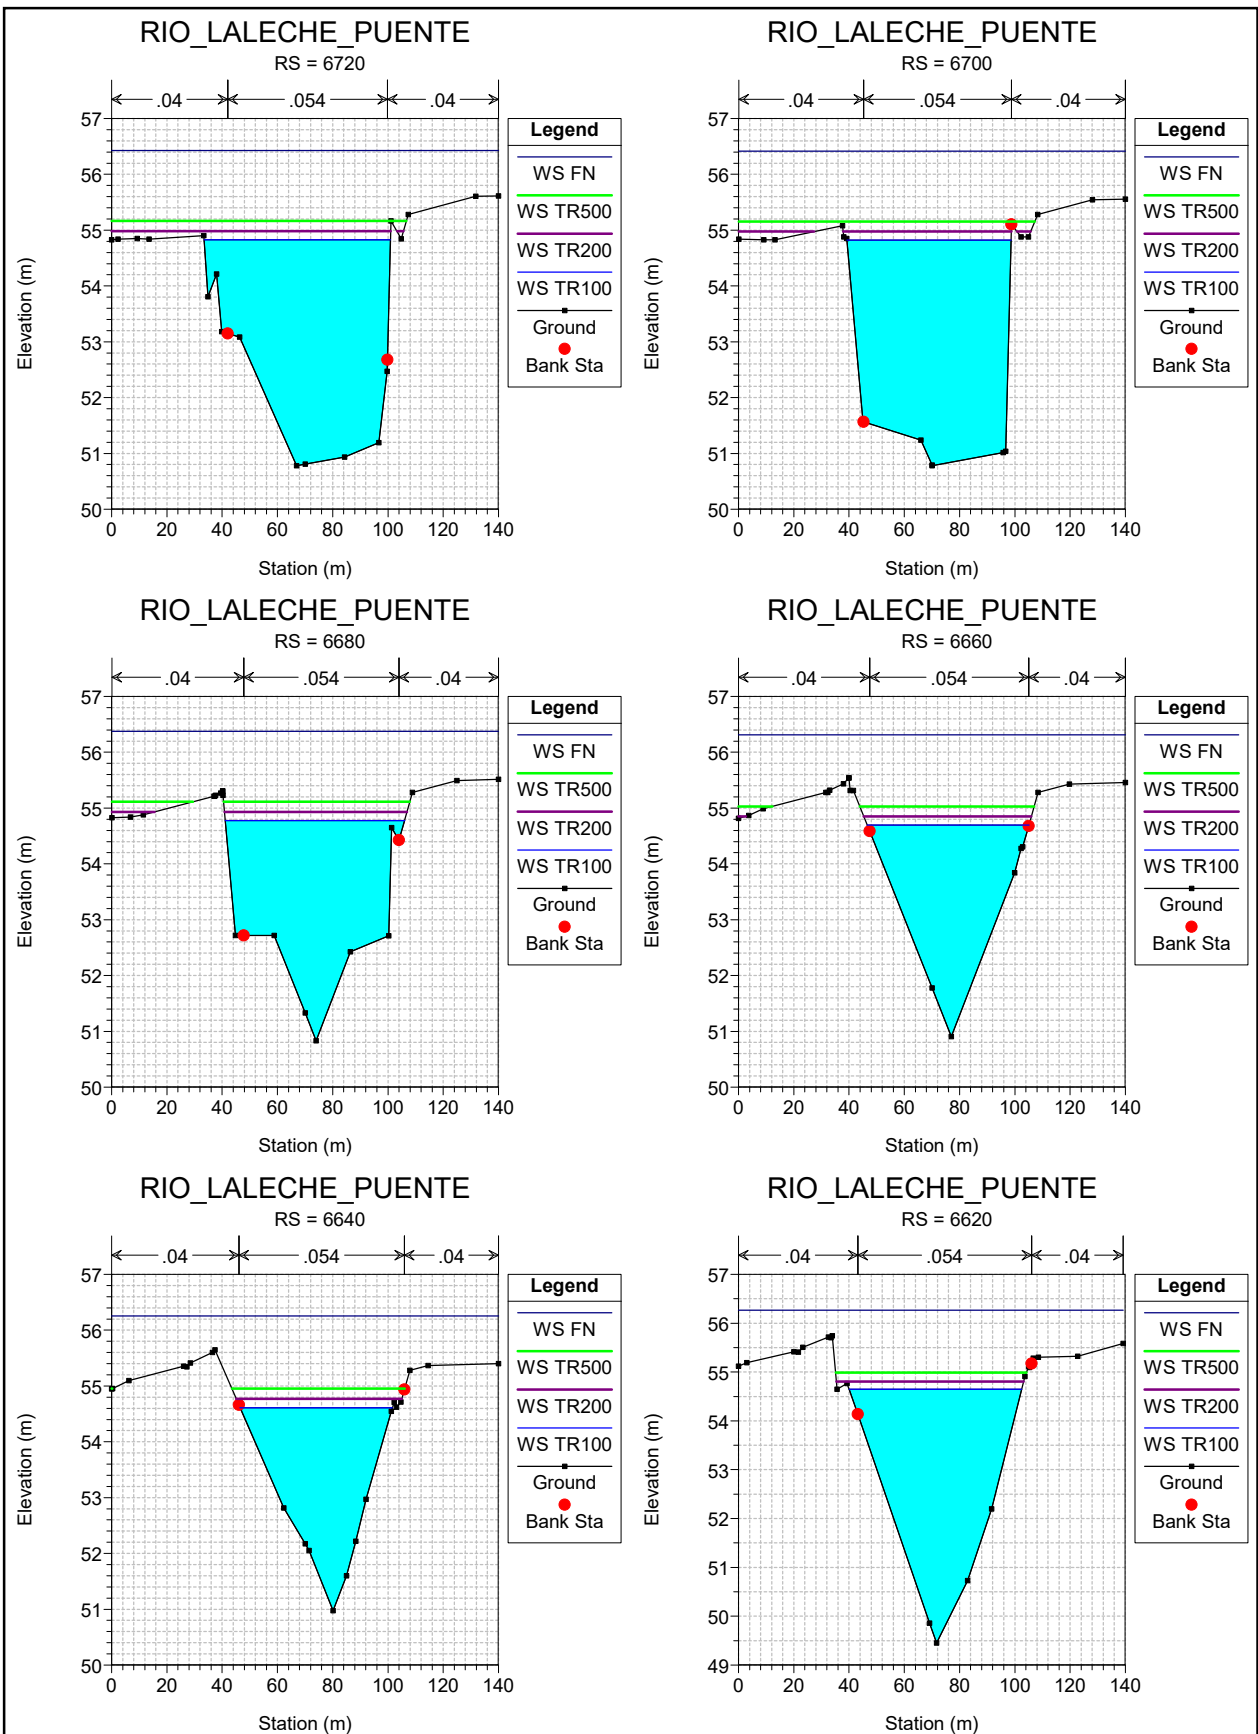 RIO_LALECHE_PUENTE
RS = 6720
.04 .054 .04
57
56
55
54
53
52
51
50
0 20 40 60 80 100 120 140
Elevation (m)
Station (m)
Legend
WS FN
WS TR500
WS TR200
WS TR100
Ground
Bank Sta
RIO_LALECHE_PUENTE
RS = 6700
.04 .054 .04
57
56
55
54
53
52
51
50
0 20 40 60 80 100 120 140
Elevation (m)
Station (m)
Legend
WS FN
WS TR500
WS TR200
WS TR100
Ground
Bank Sta
RIO_LALECHE_PUENTE
RS = 6680
.04 .054 .04
57
56
55
54
53
52
51
50
0 20 40 60 80 100 120 140
Elevation (m)
Station (m)
Legend
WS FN
WS TR500
WS TR200
WS TR100
Ground
Bank Sta
RIO_LALECHE_PUENTE
RS = 6660
.04 .054 .04
57
56
55
54
53
52
51
50
0 20 40 60 80 100 120 140
Elevation (m)
Station (m)
Legend
WS FN
WS TR500
WS TR200
WS TR100
Ground
Bank Sta
RIO_LALECHE_PUENTE
RS = 6640
.04 .054 .04
57
56
55
54
53
52
51
50
0 20 40 60 80 100 120 140
Elevation (m)
Station (m)
Legend
WS FN
WS TR500
WS TR200
WS TR100
Ground
Bank Sta
RIO_LALECHE_PUENTE
RS = 6620
.04 .054 .04
57
56
55
54
53
52
51
50
49
0 20 40 60 80 100 120 140
Elevation (m)
Station (m)
Legend
WS FN
WS TR500
WS TR200
WS TR100
Ground
Bank Sta